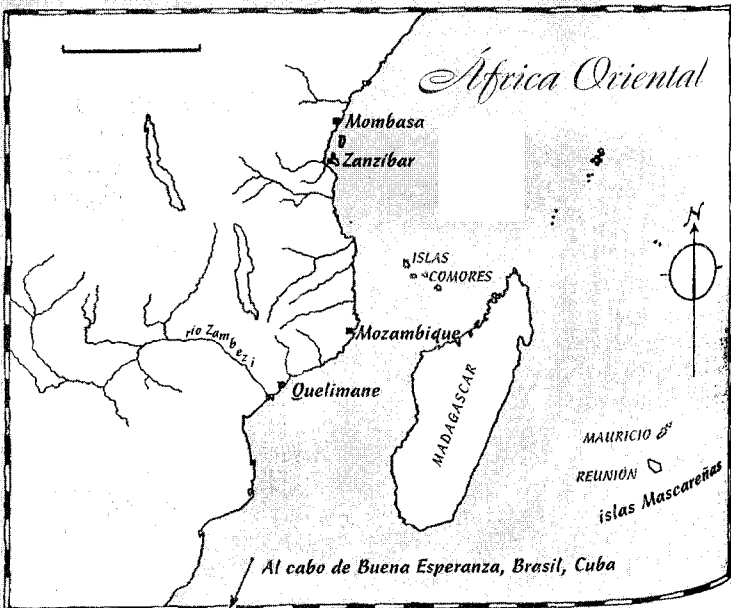 África Oriental
Mombasa
Zanzíbar
N
ISLAS
COMORES
río Zambezi
Mozambique
Quelimane
MADAGASCAR
MAURICIO
REUNIÓN
islas Mascareñas
Al cabo de Buena Esperanza, Brasil, Cuba